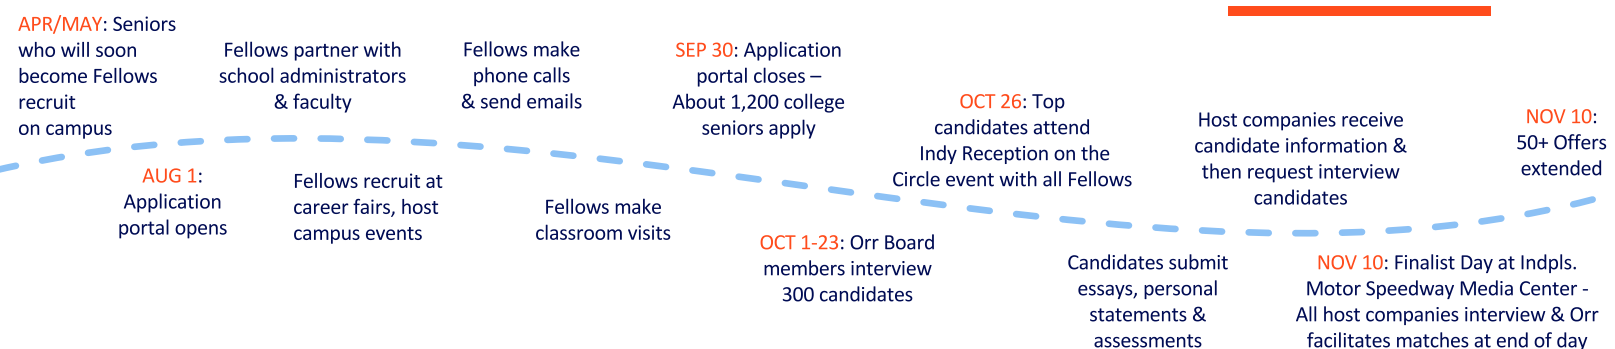 APR/MAY: Seniors
who will soon
become Fellows
recruit
on campus
AUG 1:
Application
portal opens
Fellows partner with
school administrators
& faculty
Fellows recruit at
career fairs, host
campus events
Fellows make
phone calls
& send emails
Fellows make
classroom visits
SEP 30: Application
portal closes –
About 1,200 college
seniors apply
OCT 1-23: Orr Board
members interview
300 candidates
OCT 26: Top
candidates attend
Indy Reception on the
Circle event with all Fellows
Candidates submit
essays, personal
statements &
assessments
Host companies receive
candidate information &
then request interview
candidates
NOV 10: Finalist Day at Indpls.
Motor Speedway Media Center -
All host companies interview & Orr
facilitates matches at end of day
NOV 10:
50+ Offers
extended